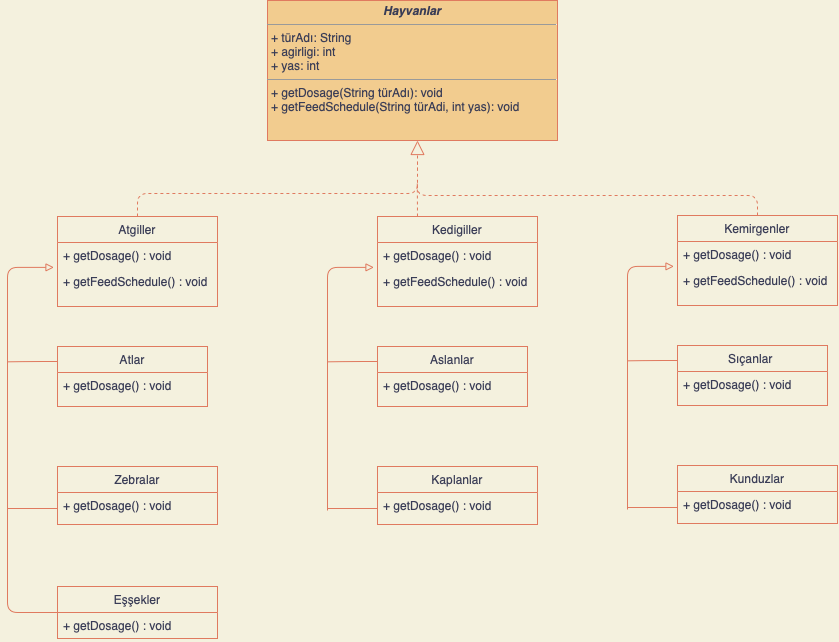 Hayvanlar
+ türAdı: String
+ agirligi: int
+ yas: int
+ getDosage(String türAdı): void
+ getFeedSchedule(String türAdi, int yas): void
Atgiller
+ getDosage() : void
+ getFeedSchedule() : void
Kedigiller
+ getDosage() : void
+ getFeedSchedule() : void
Kemirgenler
+ getDosage() : void
+ getFeedSchedule() : void
Atlar
+ getDosage() : void
Aslanlar
+ getDosage() : void
Sıçanlar
+ getDosage() : void
Zebralar
+ getDosage() : void
Kaplanlar
+ getDosage() : void
Kunduzlar
+ getDosage() : void
Eşşekler
+ getDosage() : void